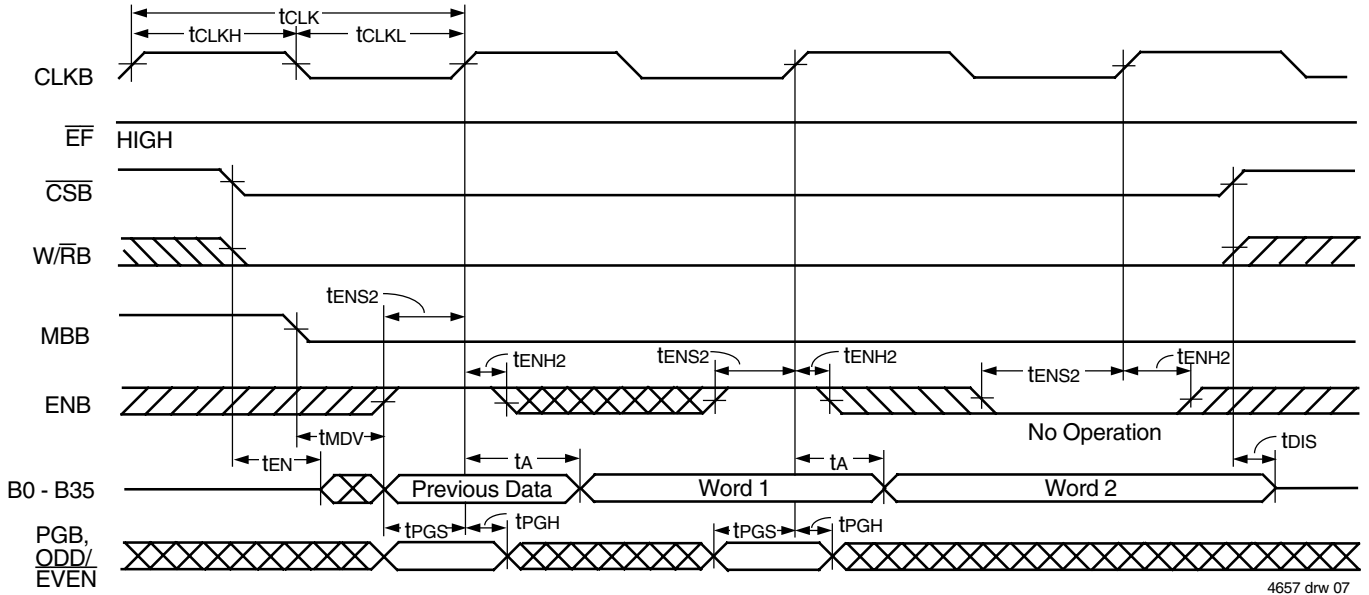 tCLK
tCLKH
tCLKL
CLKB
EF
HIGH
CSB
W/RB
tENS2
MBB
tENH2
tENS2
tENH2
tENS2
tENH2
ENB
No Operation
tMDV
tEN
tA
tA
tDIS
B0 - B35
Previous Data
Word 1
Word 2
tPGS
tPGH
tPGS
tPGH
PGB,
ODD/
EVEN
4657 drw 07